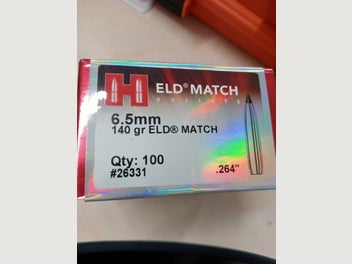 H
ELD® MATCH
BULLETS
6.5mm
140 gr ELD® MATCH
Qty: 100
#26331
.264"